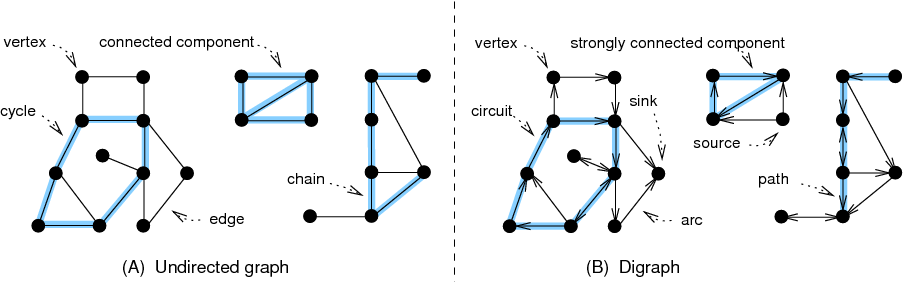 vertex
connected component
cycle
chain
edge
(A) Undirected graph
vertex
strongly connected component
circuit
sink
source
path
arc
(B) Digraph